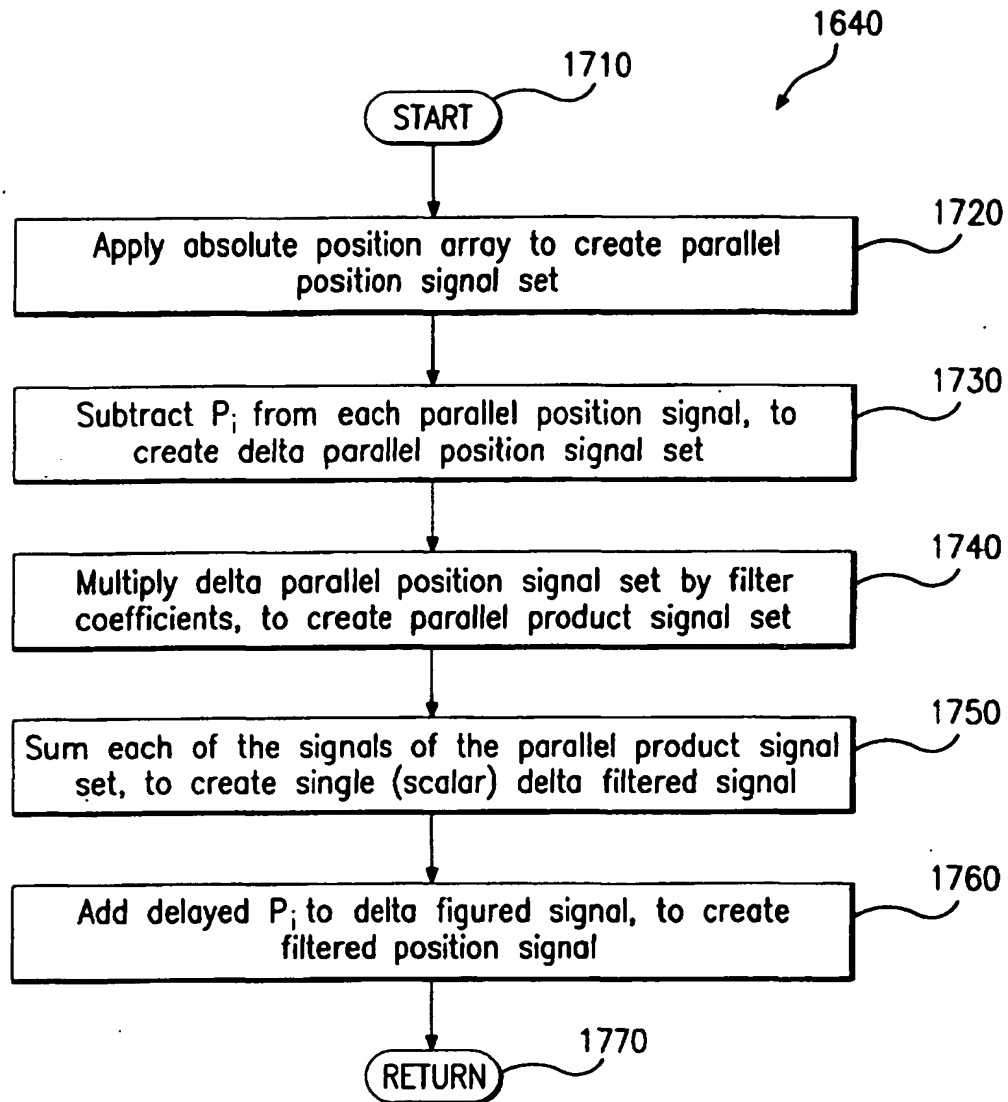 1640
1710
START
1720
Apply absolute position array to create parallel
position signal set
1730
Subtract Pi from each parallel position signal, to
create delta parallel position signal set
1740
Multiply delta parallel position signal set by filter
coefficients, to create parallel product signal set
1750
Sum each of the signals of the parallel product signal
set, to create single (scalar) delta filtered signal
1760
Add delayed Pi to delta figured signal, to create
filtered position signal
1770
RETURN